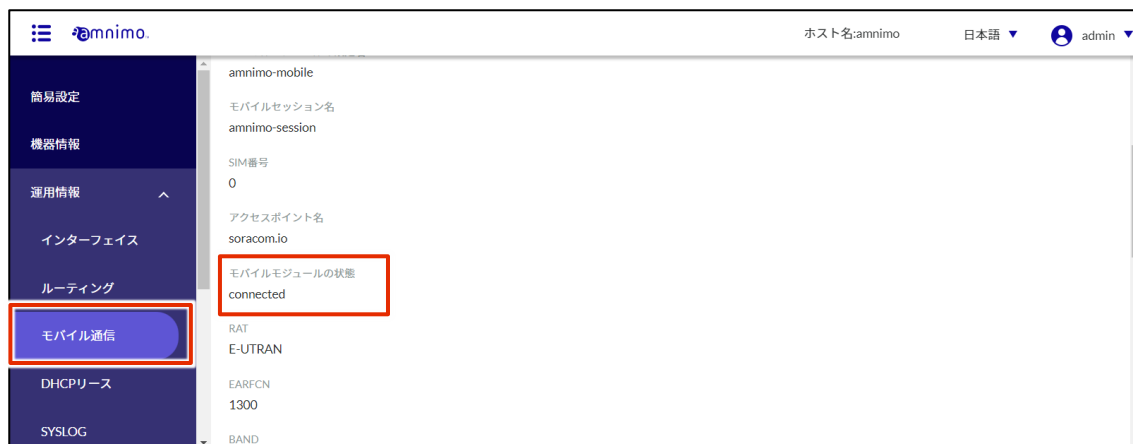 amnimo.
ホスト名:amnimo
日本語 ▼
admin ▼
簡易設定
機器情報
運用情報
インターフェイス
ルーティング
モバイル通信
DHCPリース
SYSLOG
amnimo-mobile
モバイルセッション名
amnimo-session
SIM番号
0
アクセスポイント名
soracom.io
モバイルモジュールの状態
connected
RAT
E-UTRAN
EARFCN
1300
BAND